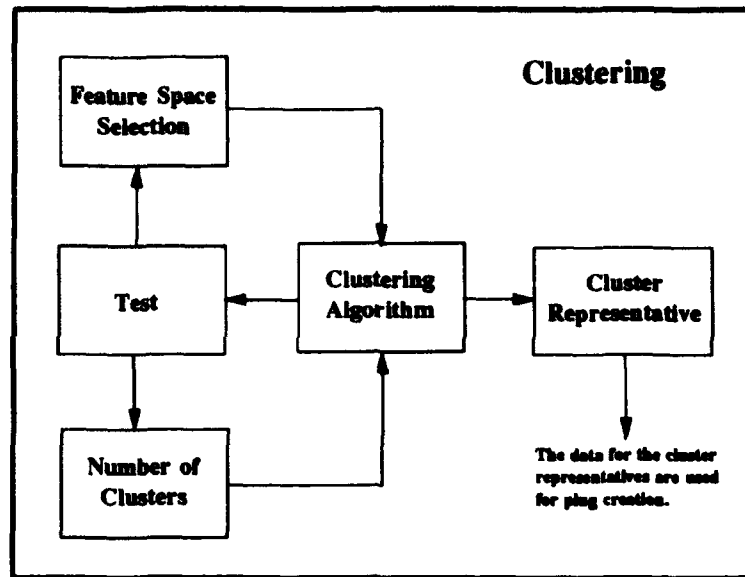 Clustering
Feature Space
Selection
Test
Clustering
Algorithm
Cluster
Representative
Number of
Clusters
The data for the cluster
representatives are used
for plug creation.